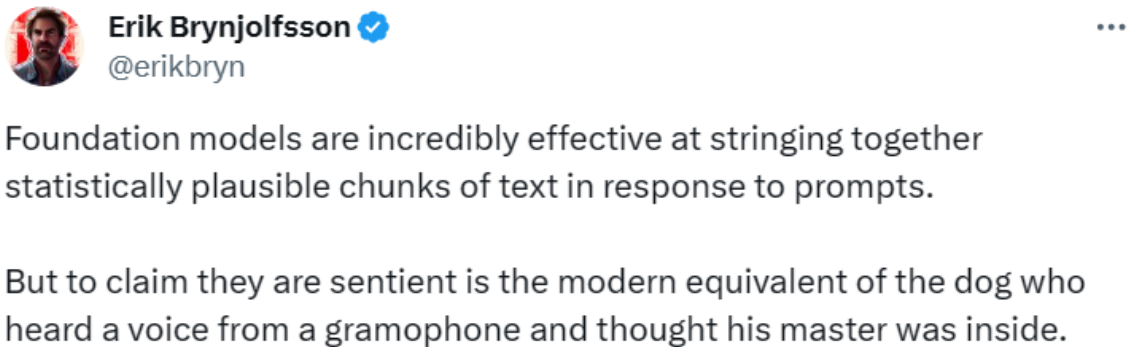 Erik Brynjolfsson
@erikbryn
Foundation models are incredibly effective at stringing together
statistically plausible chunks of text in response to prompts.
But to claim they are sentient is the modern equivalent of the dog who
heard a voice from a gramophone and thought his master was inside.